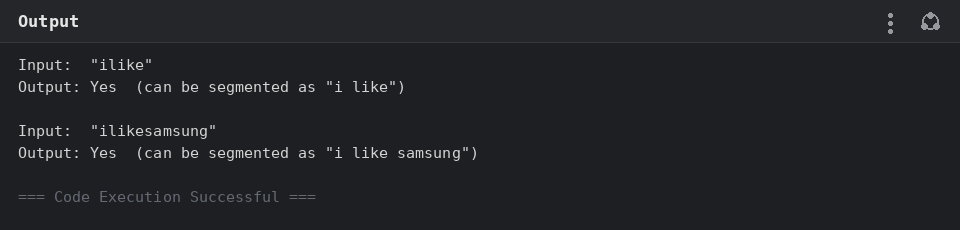 Output
Input:  "ilike"
Output: Yes  (can be segmented as "i like")
Input:  "ilikesamsung"
Output: Yes  (can be segmented as "i like samsung")
=== Code Execution Successful ===